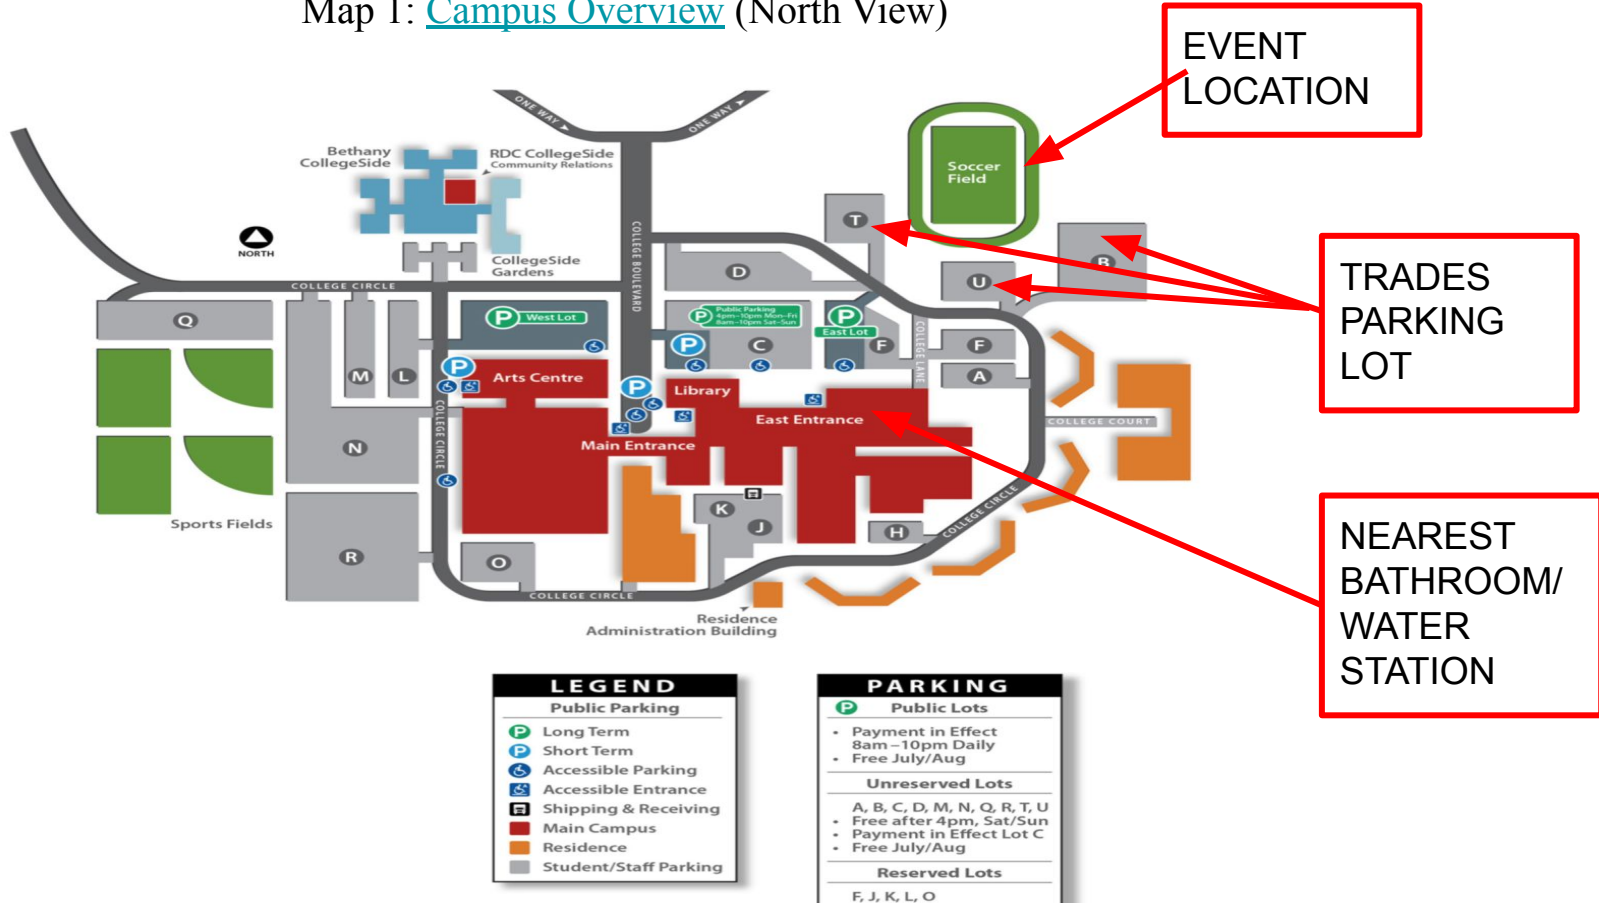 Map 1: Campus Overview (North View)
EVENT
LOCATION
ONE WAY
ONE WAY
Bethany
CollegeSide
RDC CollegeSide
Community Relations
Soccer
Field
T
NORTH
CollegeSide
Gardens
COLLEGE BOULEVARD
D
U
B
TRADES
PARKING
LOT
COLLEGE CIRCLE
Q
P West Lot
P Public Parking
4pm–10pm Mon–Fri
8am–10pm Sat–Sun
P
East Lot
P
C
F
COLLEGE LANE
F
M
L
P
Arts Centre
P
Library
A
East Entrance
COLLEGE COURT
COLLEGE CIRCLE
Main Entrance
N
Sports Fields
K
J
H
COLLEGE CIRCLE
R
O
COLLEGE CIRCLE
Residence
Administration Building
NEAREST
BATHROOM/
WATER
STATION
LEGEND
Public Parking
P Long Term
P Short Term
Accessible Parking
Accessible Entrance
Shipping & Receiving
Main Campus
Residence
Student/Staff Parking
PARKING
P Public Lots
• Payment in Effect
8am–10pm Daily
• Free July/Aug
Unreserved Lots
A, B, C, D, M, N, Q, R, T, U
• Free after 4pm, Sat/Sun
• Payment in Effect Lot C
• Free July/Aug
Reserved Lots
F, J, K, L, O